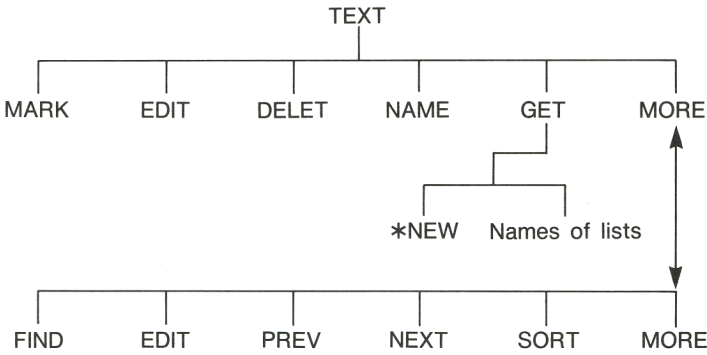 TEXT
MARK EDIT DELET NAME GET MORE
*NEW Names of lists
FIND EDIT PREV NEXT SORT MORE